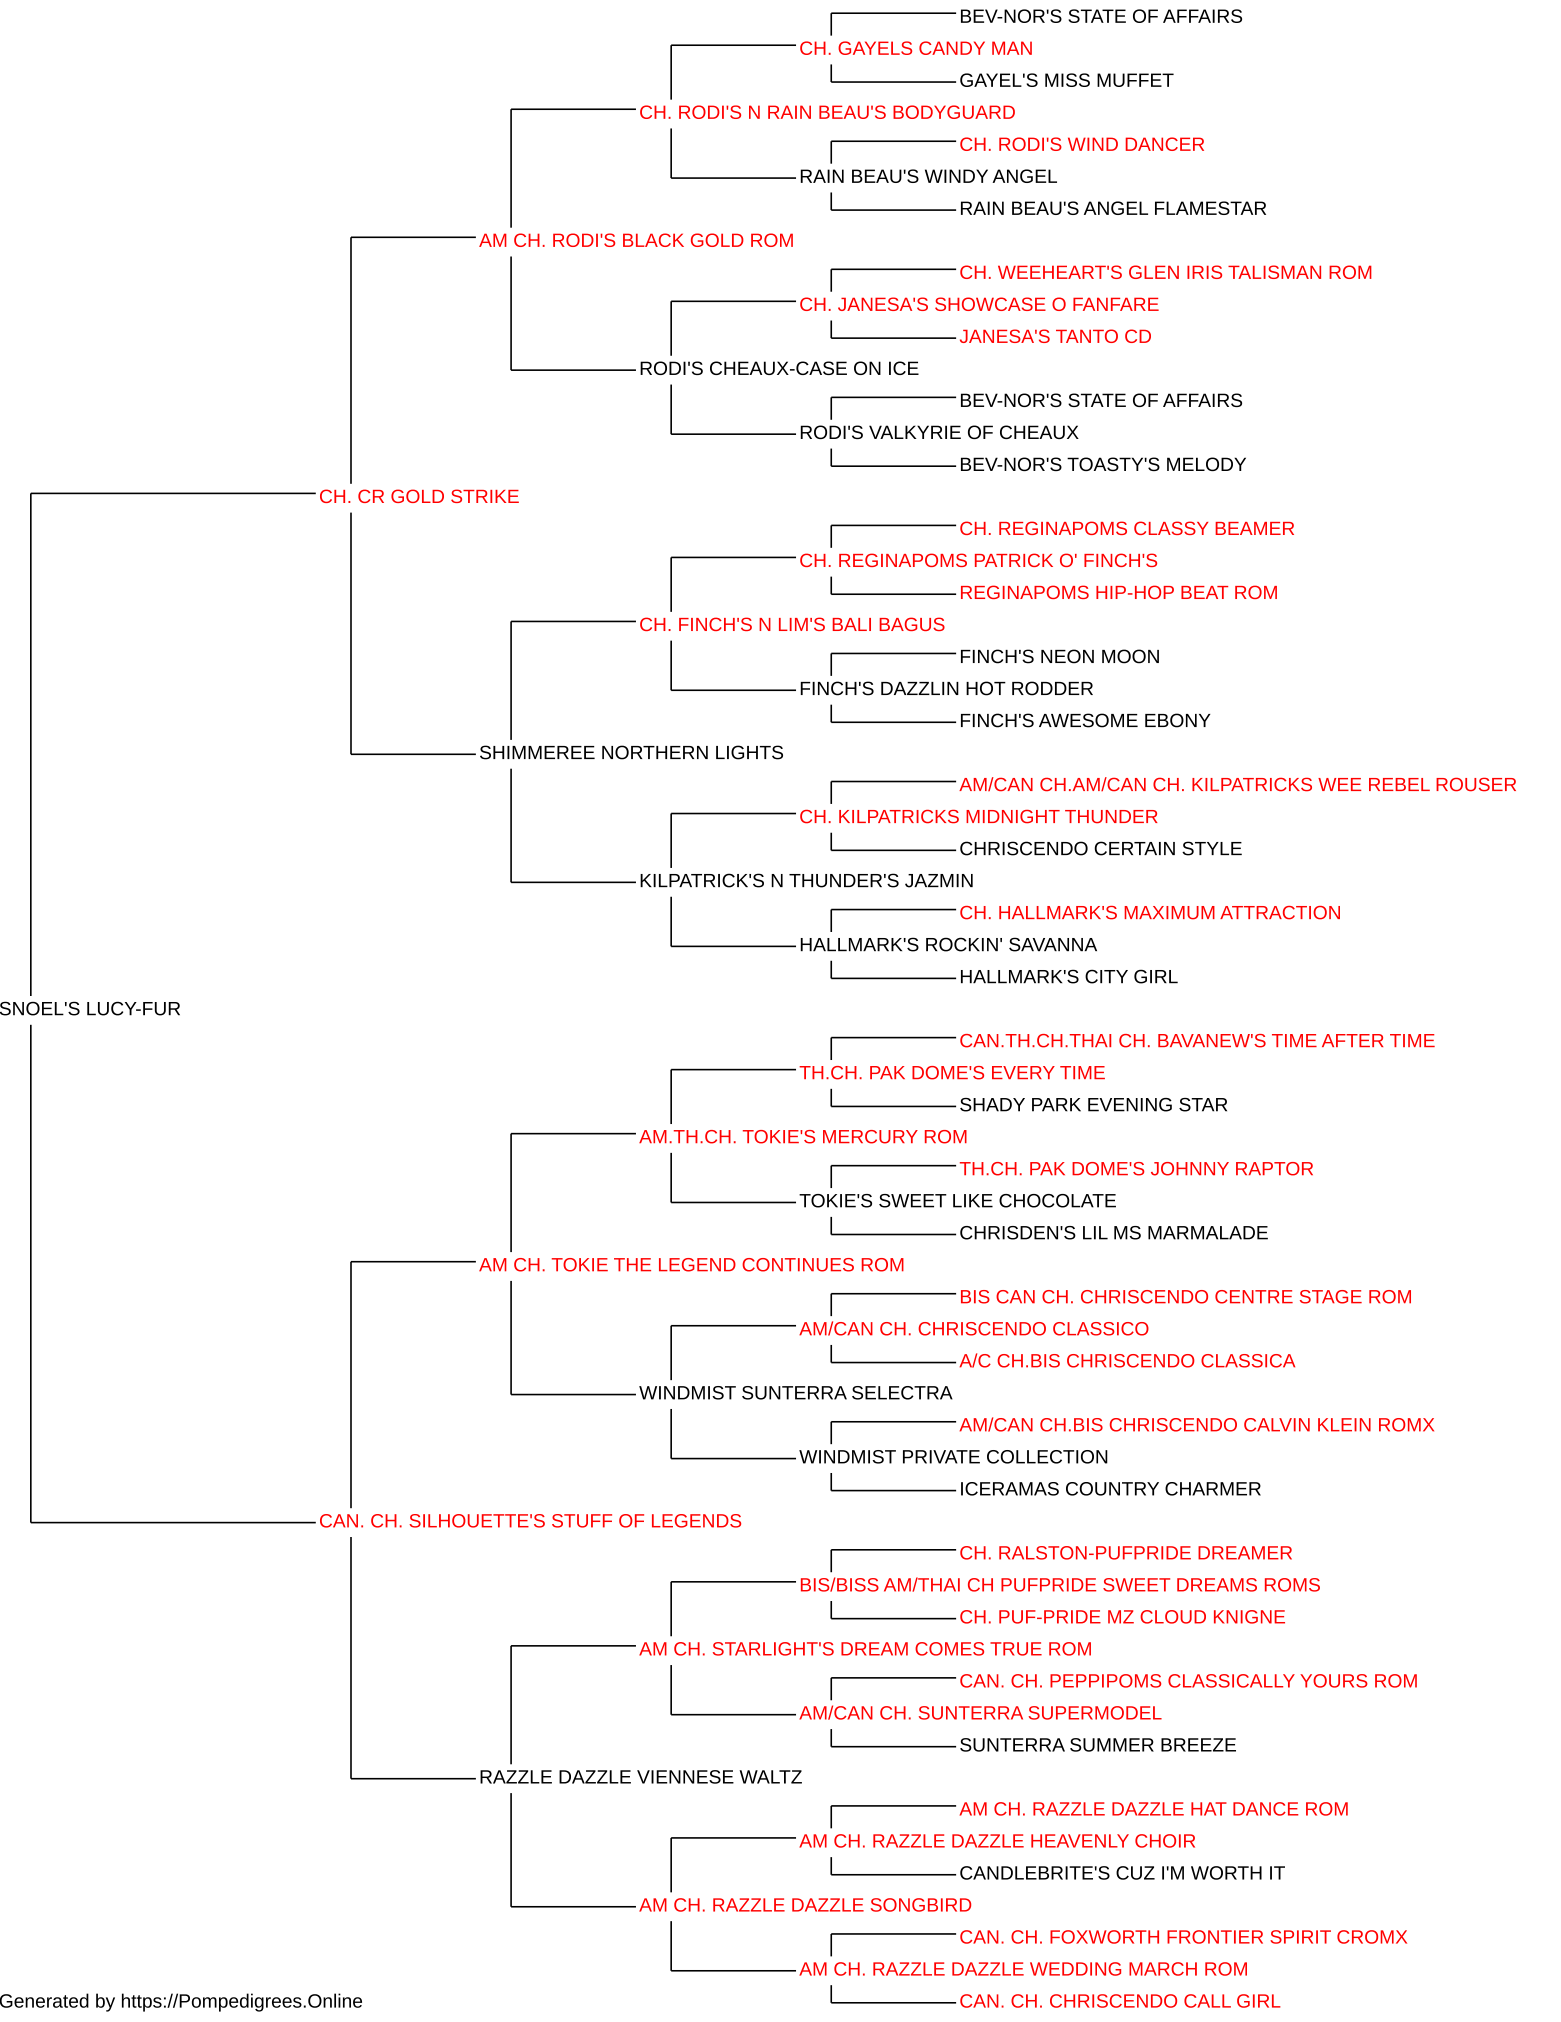 BEV-NOR'S STATE OF AFFAIRS
CH. GAYELS CANDY MAN
GAYEL'S MISS MUFFET
CH. RODI'S N RAIN BEAU'S BODYGUARD
CH. RODI'S WIND DANCER
RAIN BEAU'S WINDY ANGEL
RAIN BEAU'S ANGEL FLAMESTAR
AM CH. RODI'S BLACK GOLD ROM
CH. WEEHEART'S GLEN IRIS TALISMAN ROM
CH. JANESA'S SHOWCASE O FANFARE
JANESA'S TANTO CD
RODI'S CHEAUX-CASE ON ICE
BEV-NOR'S STATE OF AFFAIRS
RODI'S VALKYRIE OF CHEAUX
BEV-NOR'S TOASTY'S MELODY
CH. CR GOLD STRIKE
CH. REGINAPOMS CLASSY BEAMER
CH. REGINAPOMS PATRICK O' FINCH'S
REGINAPOMS HIP-HOP BEAT ROM
CH. FINCH'S N LIM'S BALI BAGUS
FINCH'S NEON MOON
FINCH'S DAZZLIN HOT RODDER
FINCH'S AWESOME EBONY
SHIMMEREE NORTHERN LIGHTS
AM/CAN CH.AM/CAN CH. KILPATRICKS WEE REBEL ROUSER
CH. KILPATRICKS MIDNIGHT THUNDER
CHRISCENDO CERTAIN STYLE
KILPATRICK'S N THUNDER'S JAZMIN
CH. HALLMARK'S MAXIMUM ATTRACTION
HALLMARK'S ROCKIN' SAVANNA
HALLMARK'S CITY GIRL
SNOEL'S LUCY-FUR
CAN.TH.CH.THAI CH. BAVANEW'S TIME AFTER TIME
TH.CH. PAK DOME'S EVERY TIME
SHADY PARK EVENING STAR
AM.TH.CH. TOKIE'S MERCURY ROM
TH.CH. PAK DOME'S JOHNNY RAPTOR
TOKIE'S SWEET LIKE CHOCOLATE
CHRISDEN'S LIL MS MARMALADE
AM CH. TOKIE THE LEGEND CONTINUES ROM
BIS CAN CH. CHRISCENDO CENTRE STAGE ROM
AM/CAN CH. CHRISCENDO CLASSICO
A/C CH.BIS CHRISCENDO CLASSICA
WINDMIST SUNTERRA SELECTRA
AM/CAN CH.BIS CHRISCENDO CALVIN KLEIN ROMX
WINDMIST PRIVATE COLLECTION
ICERAMAS COUNTRY CHARMER
CAN. CH. SILHOUETTE'S STUFF OF LEGENDS
CH. RALSTON-PUFPRIDE DREAMER
BIS/BISS AM/THAI CH PUFPRIDE SWEET DREAMS ROMS
CH. PUF-PRIDE MZ CLOUD KNIGNE
AM CH. STARLIGHT'S DREAM COMES TRUE ROM
CAN. CH. PEPPIPOMS CLASSICALLY YOURS ROM
AM/CAN CH. SUNTERRA SUPERMODEL
SUNTERRA SUMMER BREEZE
RAZZLE DAZZLE VIENNESE WALTZ
AM CH. RAZZLE DAZZLE HAT DANCE ROM
AM CH. RAZZLE DAZZLE HEAVENLY CHOIR
CANDLEBRITE'S CUZ I'M WORTH IT
AM CH. RAZZLE DAZZLE SONGBIRD
CAN. CH. FOXWORTH FRONTIER SPIRIT CROMX
AM CH. RAZZLE DAZZLE WEDDING MARCH ROM
CAN. CH. CHRISCENDO CALL GIRL
Generated by https://Pompedigrees.Online